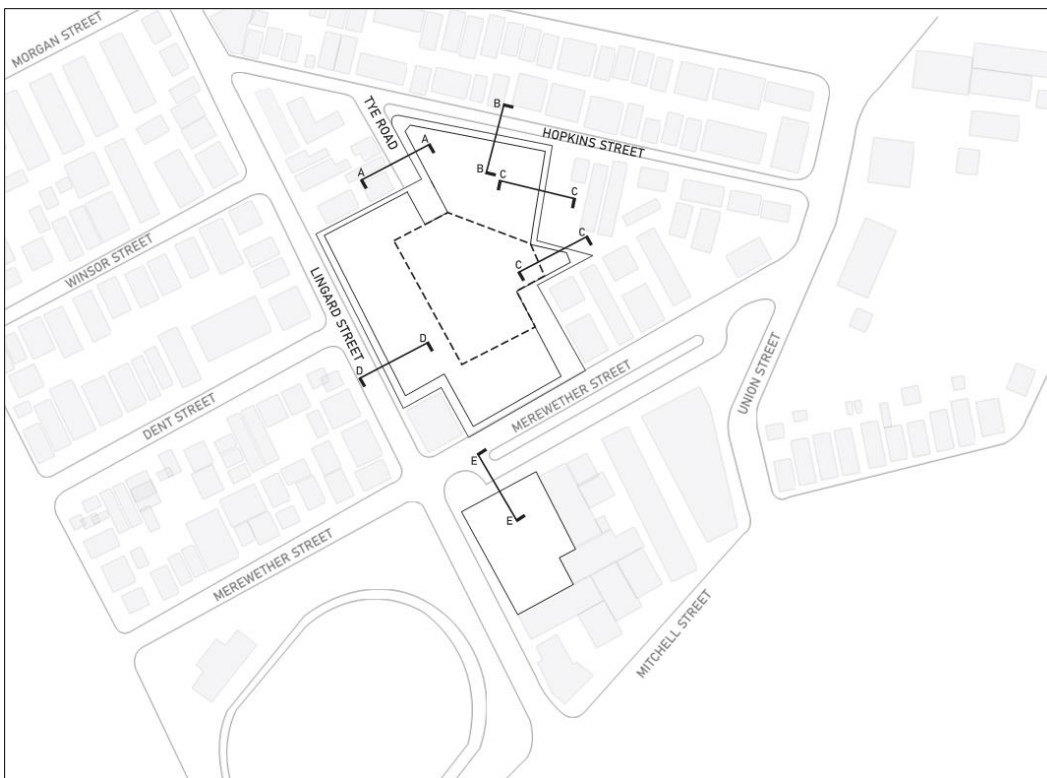 MORGAN STREET
TYE ROAD
B
HOPKINS STREET
A
A
B
C
C
WINSOR STREET
C
C
LINGARD STREET
D
D
DENT STREET
MEREWETHER STREET
UNION STREET
E
E
MEREWETHER STREET
MITCHELL STREET